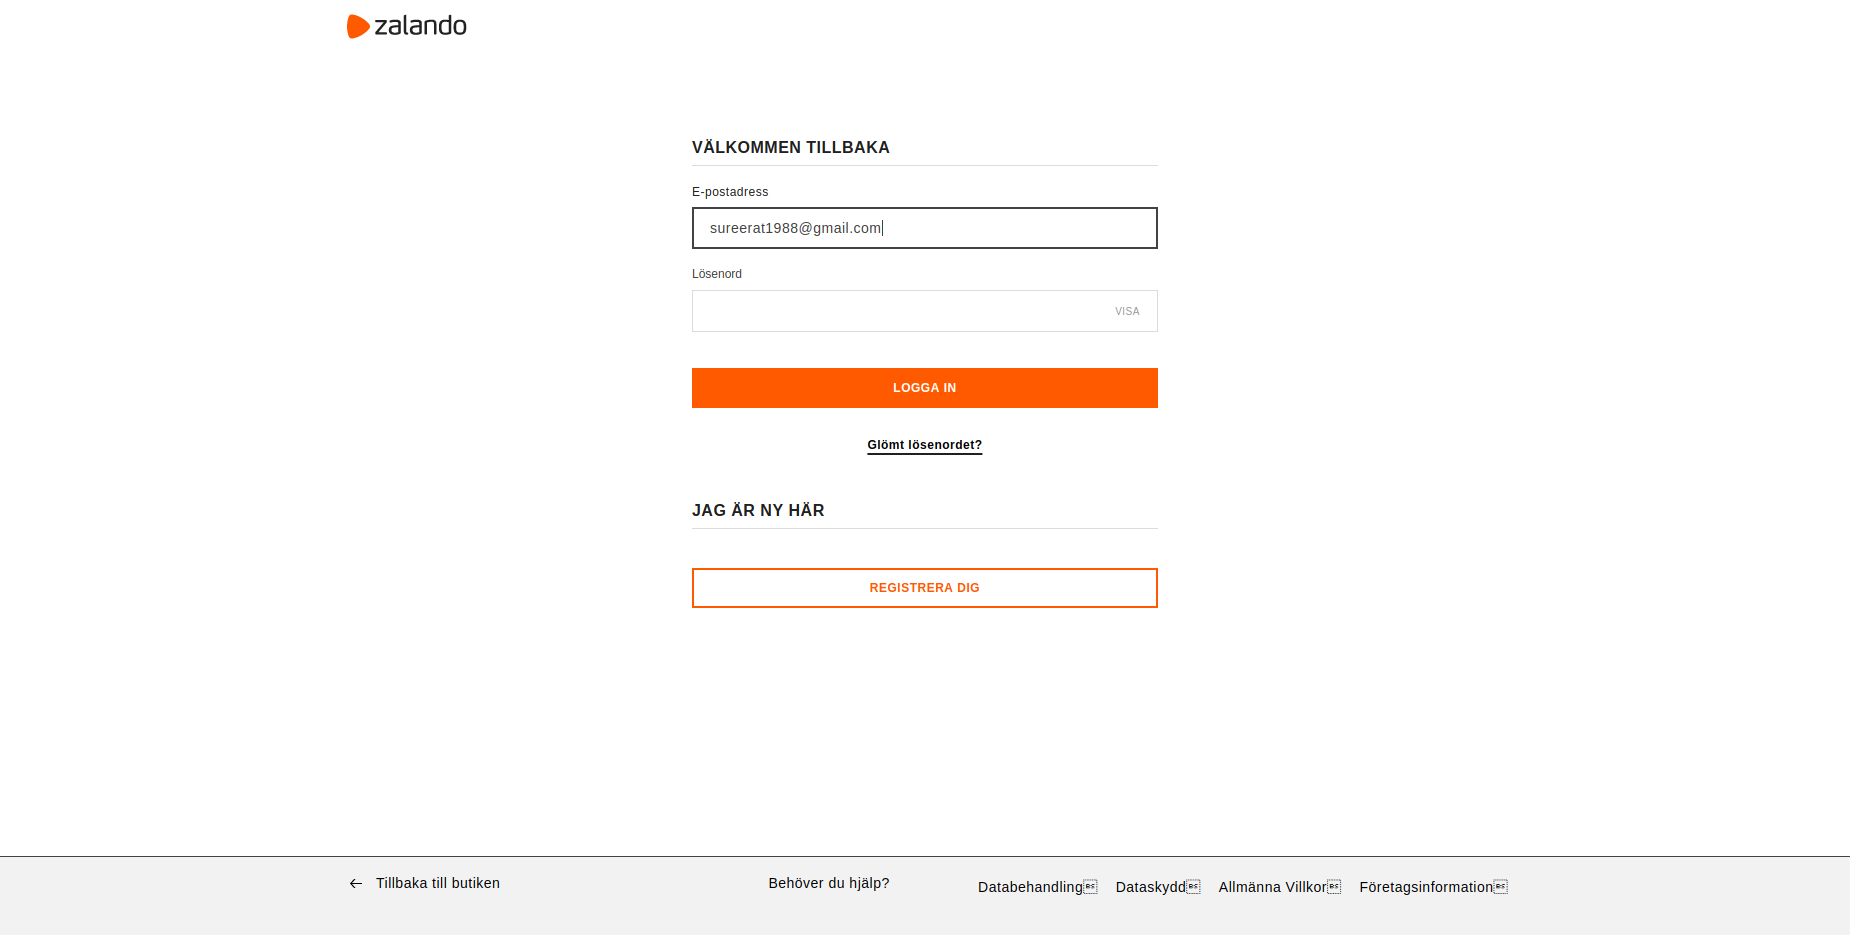 zalando
VÄLKOMMEN TILLBAKA
E-postadress
sureerat1988@gmail.com
Lösenord
VISA
LOGGA IN
Glömt lösenordet?
JAG ÄR NY HÄR
REGISTRERA DIG
Tillbaka till butiken
Behöver du hjälp?
Databehandling Dataskydd Allmänna Villkor Företagsinformation